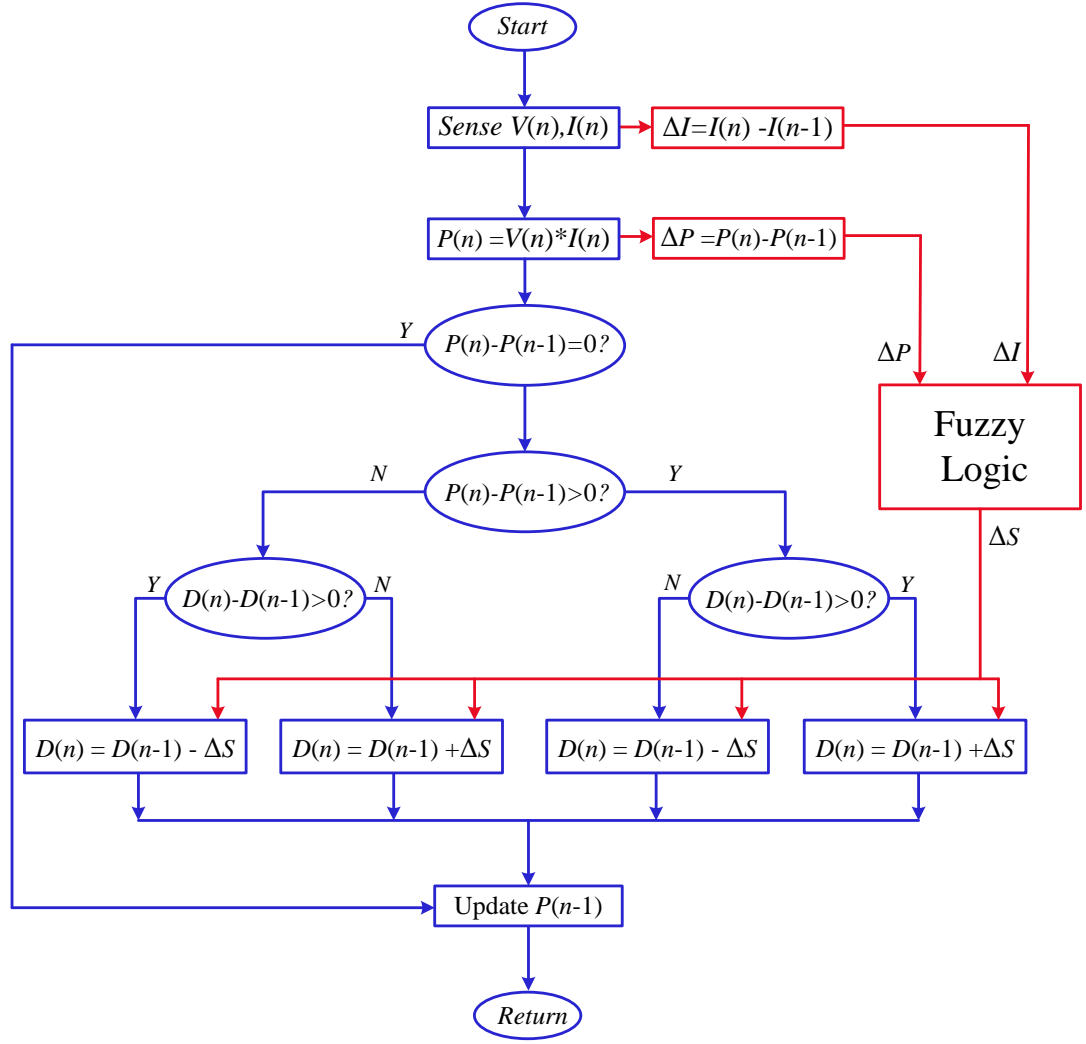 Start
Sense V(n),I(n)
ΔI=I(n) -I(n-1)
P(n) =V(n)*I(n)
ΔP =P(n)-P(n-1)
Y
P(n)-P(n-1)=0?
ΔP
ΔI
Fuzzy
Logic
N
P(n)-P(n-1)>0?
Y
ΔS
Y
D(n)-D(n-1)>0?
N
N
D(n)-D(n-1)>0?
Y
D(n) = D(n-1) - ΔS
D(n) = D(n-1) +ΔS
D(n) = D(n-1) - ΔS
D(n) = D(n-1) +ΔS
Update P(n-1)
Return